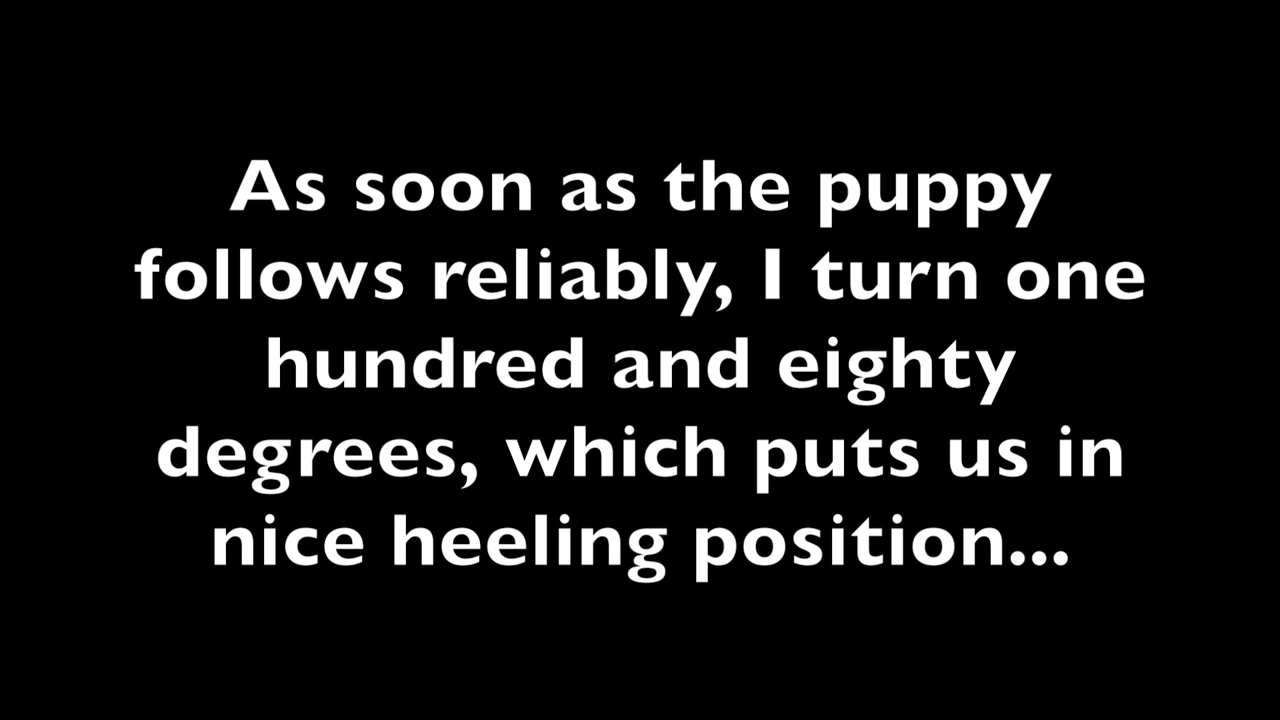 As soon as the puppy
follows reliably, I turn one
hundred and eighty
degrees, which puts us in
nice heeling position...